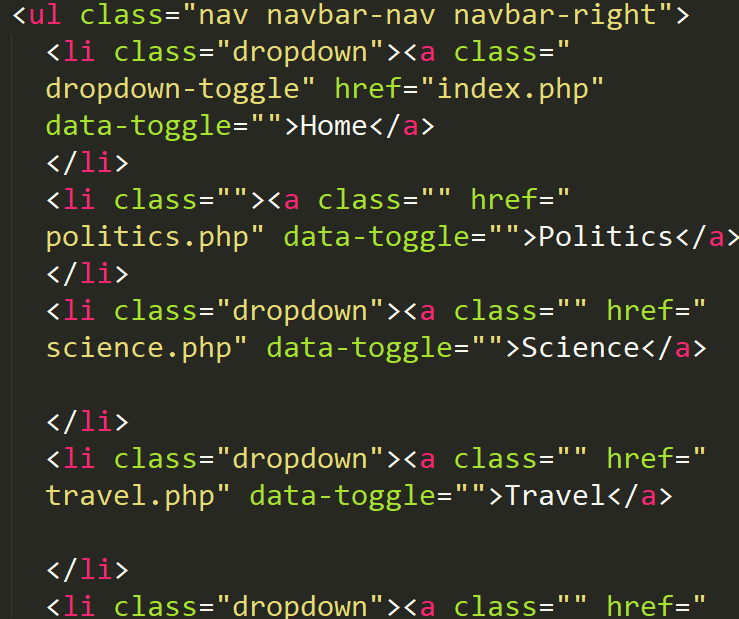 <ul class="nav navbar-nav navbar-right">
<li class="dropdown"><a class="
dropdown-toggle" href="index.php"
data-toggle="">Home</a>
</li>
<li class=""><a class="" href="
politics.php" data-toggle="">Politics</a>
</li>
<li class="dropdown"><a class="" href="
science.php" data-toggle="">Science</a>
</li>
<li class="dropdown"><a class="" href="
travel.php" data-toggle="">Travel</a>
</li>
<li class="dropdown"><a class="" href="